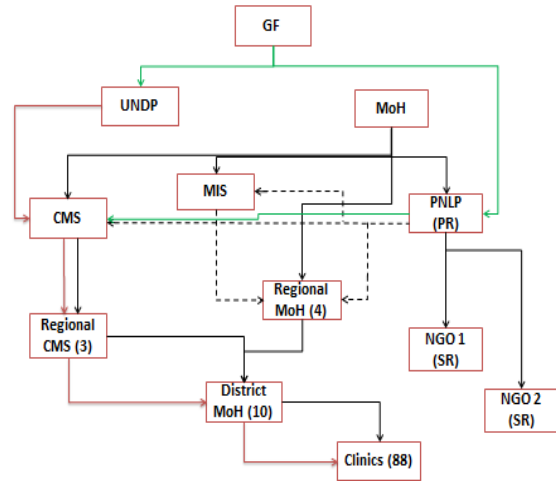 GF
UNDP
MoH
MIS
CMS
PNLP
(PR)
Regional
MoH (4)
Regional
CMS (3)
NGO 1
(SR)
District
MoH (10)
NGO 2
(SR)
Clinics (88)